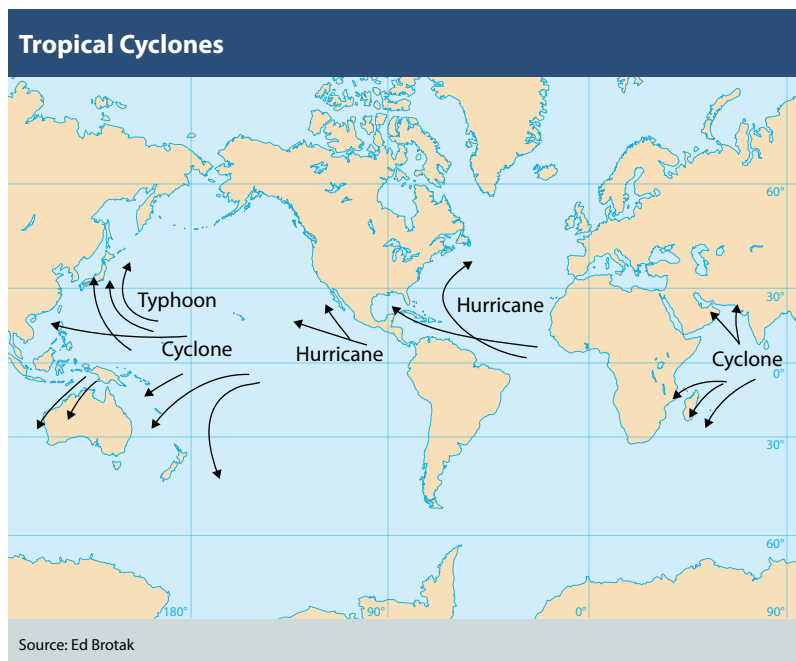 Tropical Cyclones
60°
30°
Typhoon
Hurricane
Cyclone
Hurricane
Cyclone
0°
30°
60°
180°
90°
0°
90°
Source: Ed Brotak